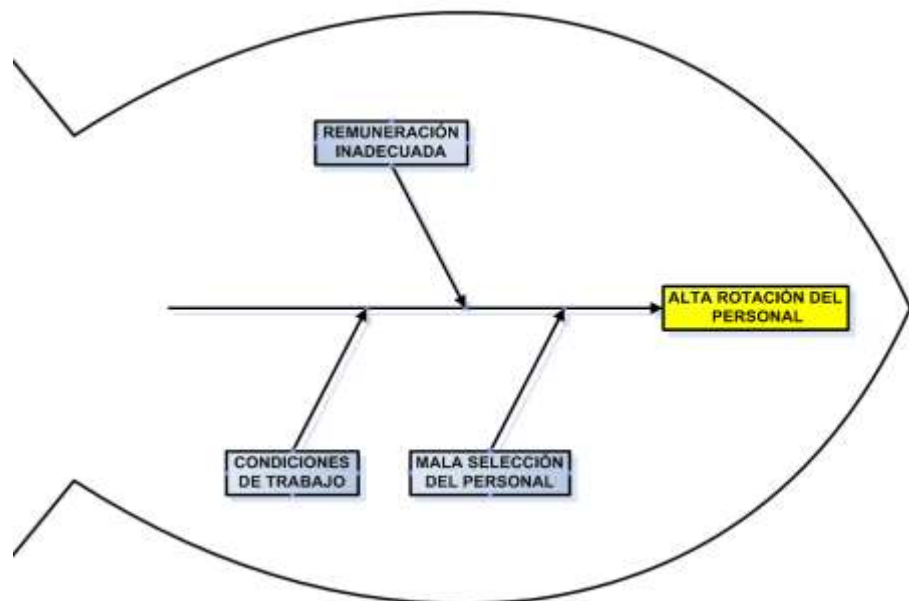 REMUNERACIÓN
INADECUADA
ALTA ROTACIÓN DEL
PERSONAL
CONDICIONES
DE TRABAJO
MALA SELECCIÓN
DEL PERSONAL